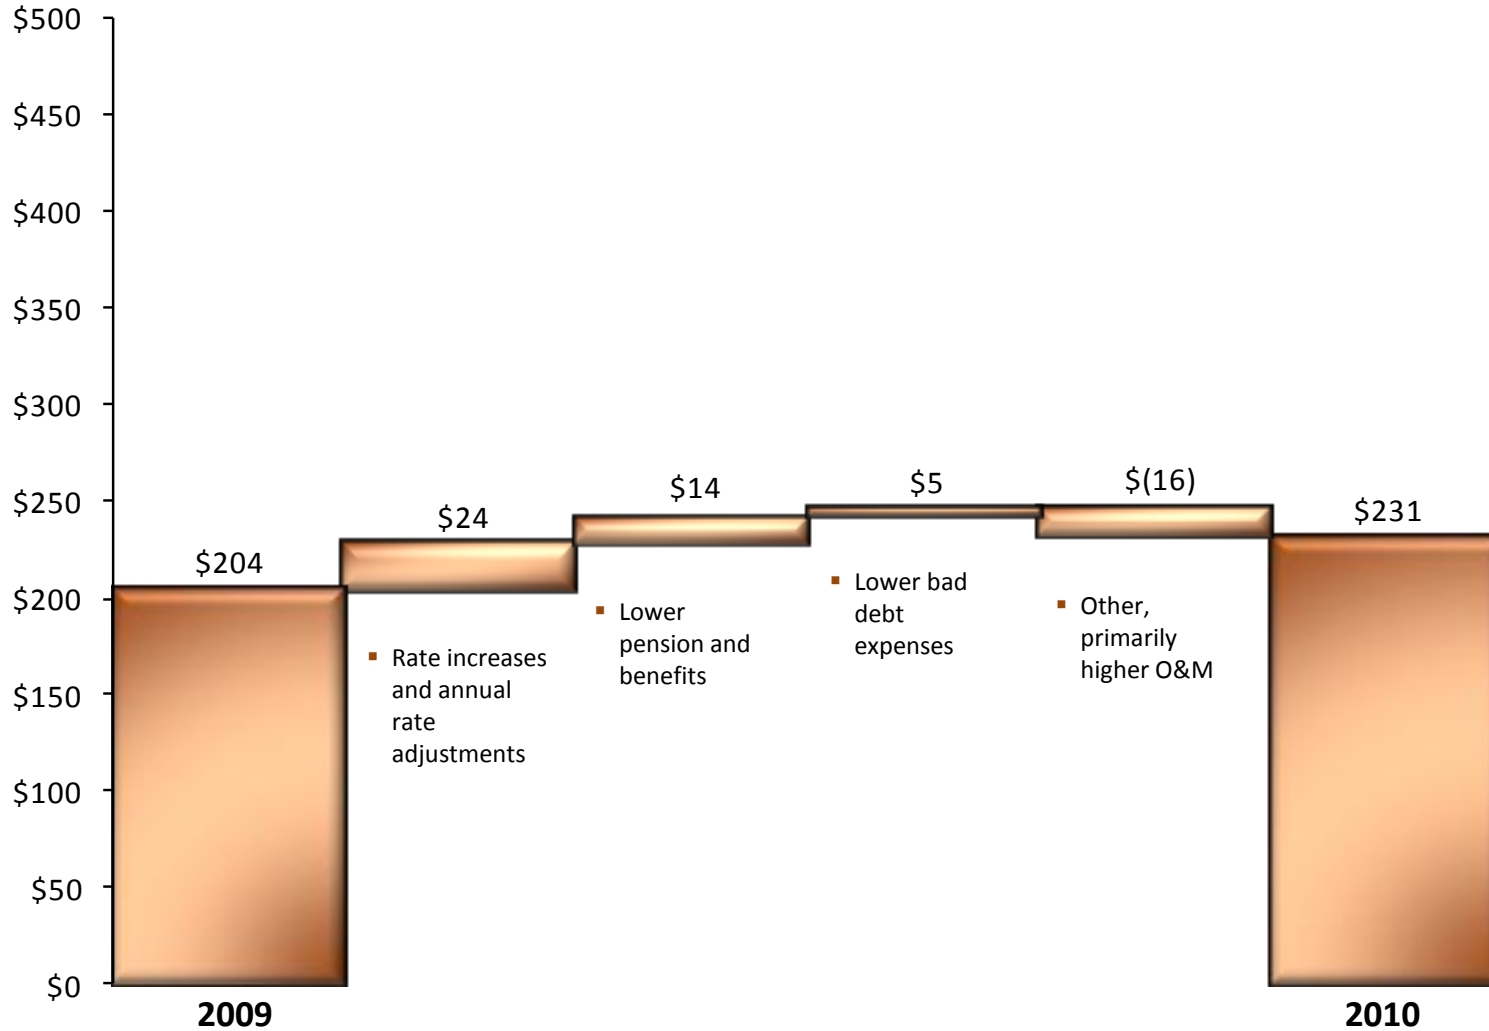 $500
$450
$400
$350
$300
$250
$200
$150
$100
$50
$0
$204
$24
$14
$5
$(16)
$231
▪ Rate increases
and annual
rate
adjustments
▪ Lower
pension and
benefits
▪ Lower bad
debt
expenses
▪ Other,
primarily
higher O&M
2009
2010